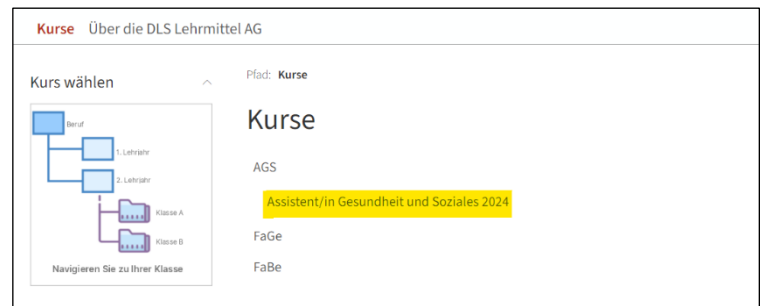 Kurse Über die DLS Lehrmittel AG
Kurs wählen
Beruf
1. Lehrjahr
2. Lehrjahr
Klasse A
Klasse B
Navigieren Sie zu Ihrer Klasse
Pfad: Kurse
Kurse
AGS
Assistent/in Gesundheit und Soziales 2024
FaGe
FaBe